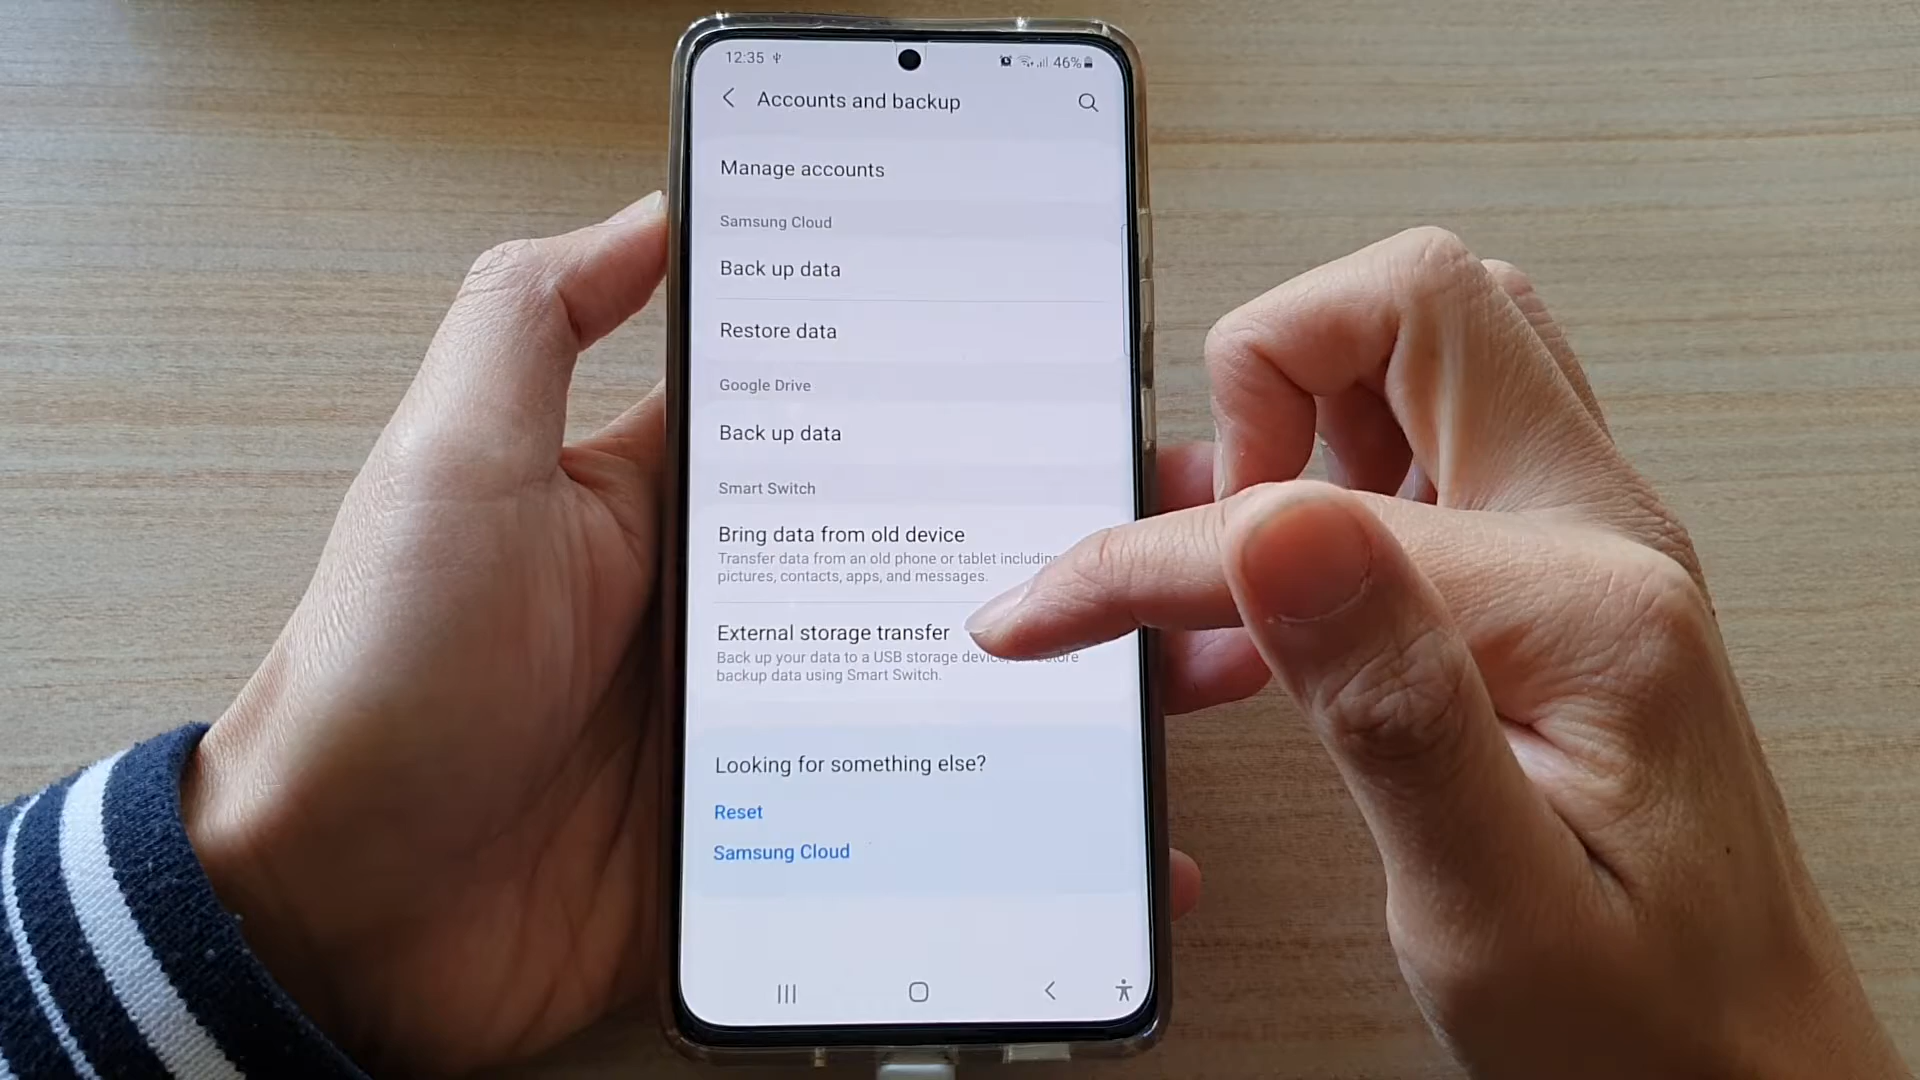 12:35 46%
Accounts and backup
Manage accounts
Samsung Cloud
Back up data
Restore data
Google Drive
Back up data
Smart Switch
Bring data from old device
Transfer data from an old phone or tablet including
pictures, contacts, apps, and messages.
External storage transfer
Back up your data to a USB storage device,
backup data using Smart Switch.
Looking for something else?
Reset
Samsung Cloud